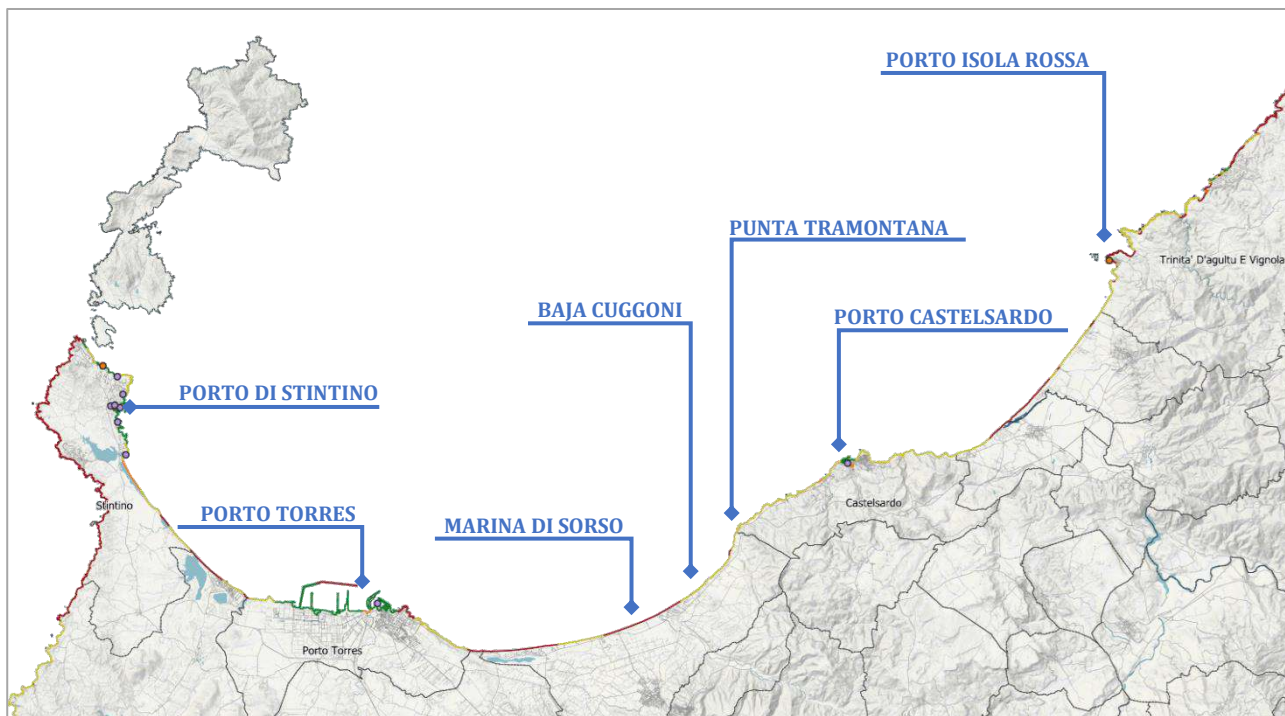 PORTO ISOLA ROSSA
PUNTA TRAMONTANA
Trinita' D'agultu E Vignola
BAJA CUGGONI
PORTO CASTELSARDO
PORTO DI STINTINO
Stintino
Castelsardo
PORTO TORRES
MARINA DI SORSO
Porto Torres